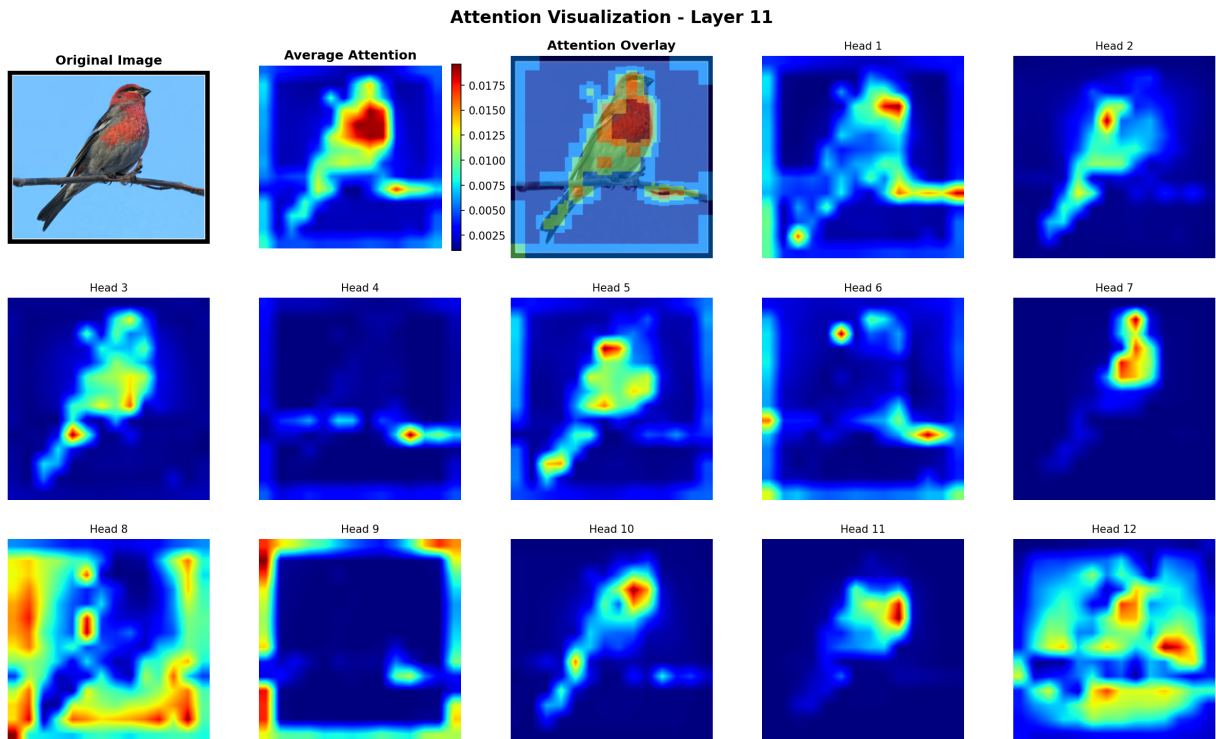 Attention Visualization - Layer 11
Original Image
Average Attention
0.0175
0.0150
0.0125
0.0100
0.0075
0.0050
0.0025
Attention Overlay
Head 1
Head 2
Head 3
Head 4
Head 5
Head 6
Head 7
Head 8
Head 9
Head 10
Head 11
Head 12